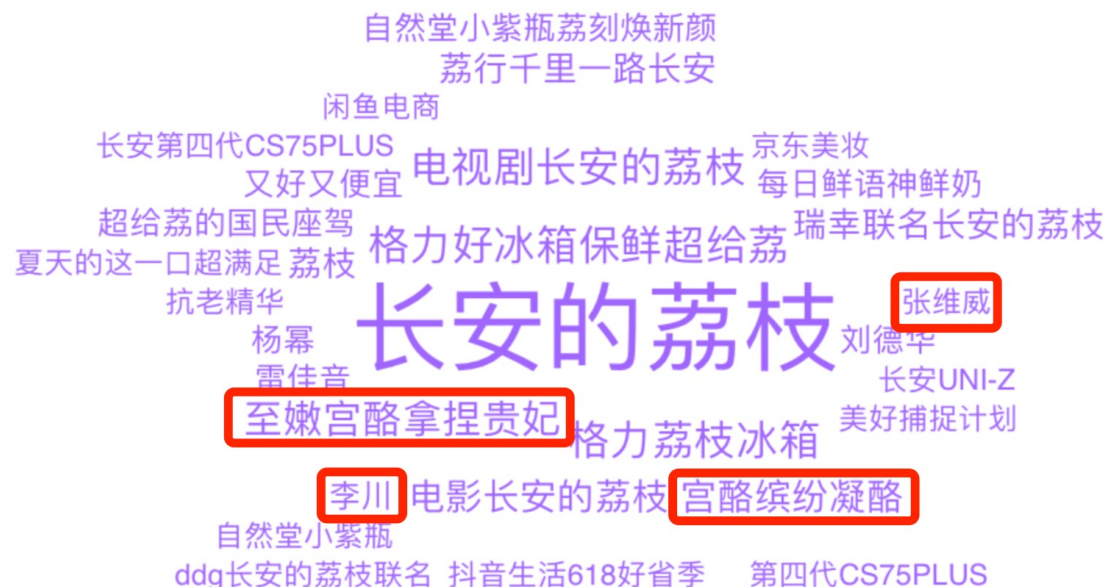 自然堂小紫瓶荔刻焕新颜
荔行千里一路长安
闲鱼电商
长安第四代CS75PLUS
电视剧长安的荔枝
京东美妆
又好又便宜
每日鲜语神鲜奶
超给荔的国民座驾
格力好冰箱保鲜超给荔
瑞幸联名长安的荔枝
夏天的这一口超满足
荔枝
抗老精华
长安的荔枝
张维威
杨幂
刘德华
雷佳音
长安UNI-Z
至嫩宫酪拿捏贵妃
格力荔枝冰箱
美好捕捉计划
李川
电影长安的荔枝
宫酪缤纷凝酪
自然堂小紫瓶
ddg长安的荔枝联名
抖音生活618好省季
第四代CS75PLUS